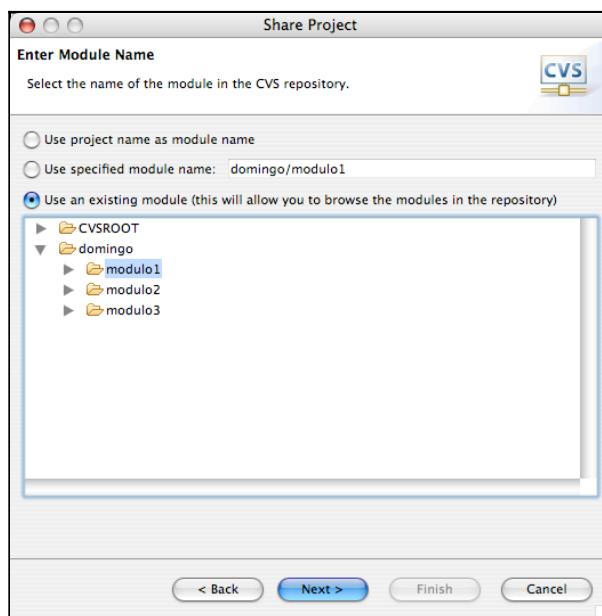 Share Project
Enter Module Name
Select the name of the module in the CVS repository.
CVS
Use project name as module name
Use specified module name: domingo/modulo1
Use an existing module (this will allow you to browse the modules in the repository)
CVSROOT
domingo
modulo1
modulo2
modulo3
< Back Next > Finish Cancel